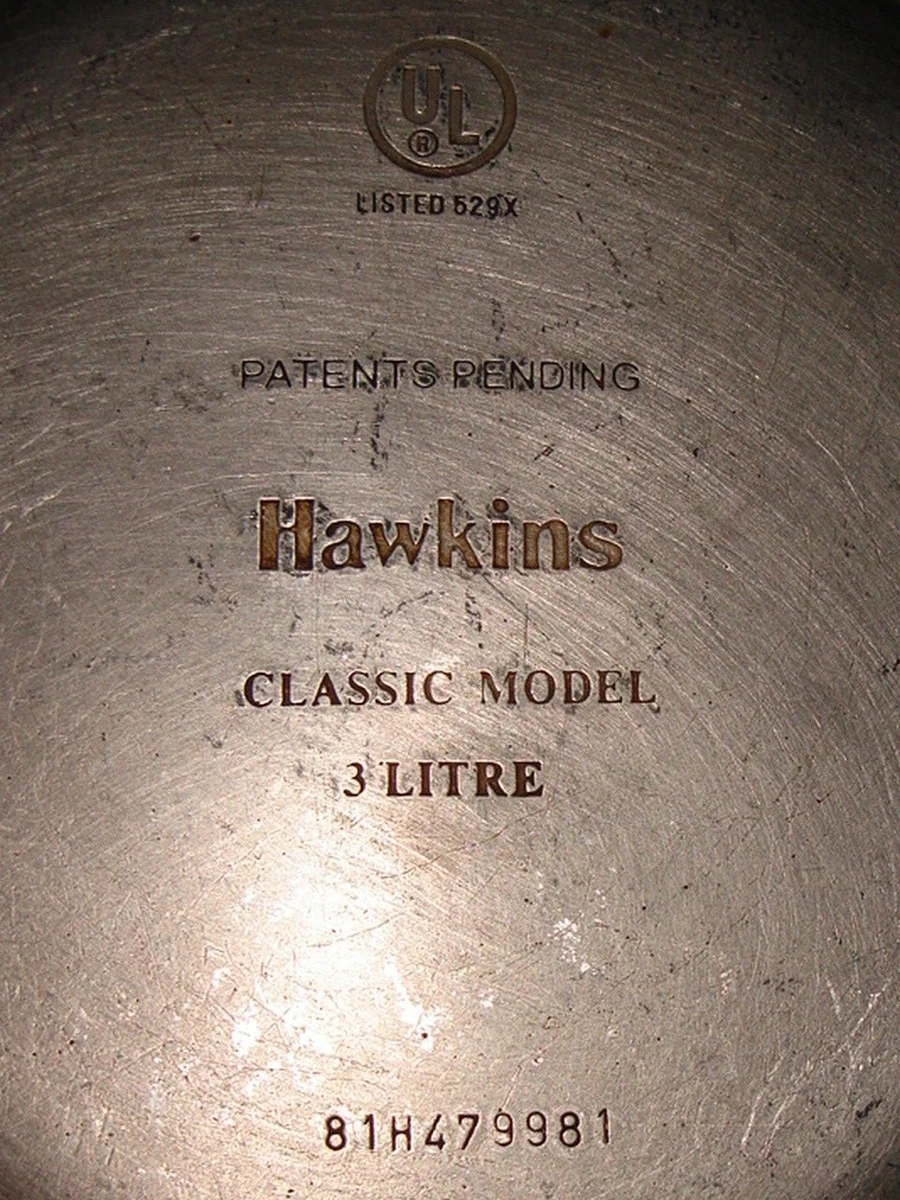 UL
®
LISTED 529X
PATENTS PENDING
Hawkins
CLASSIC MODEL
3 LITRE
81H479981